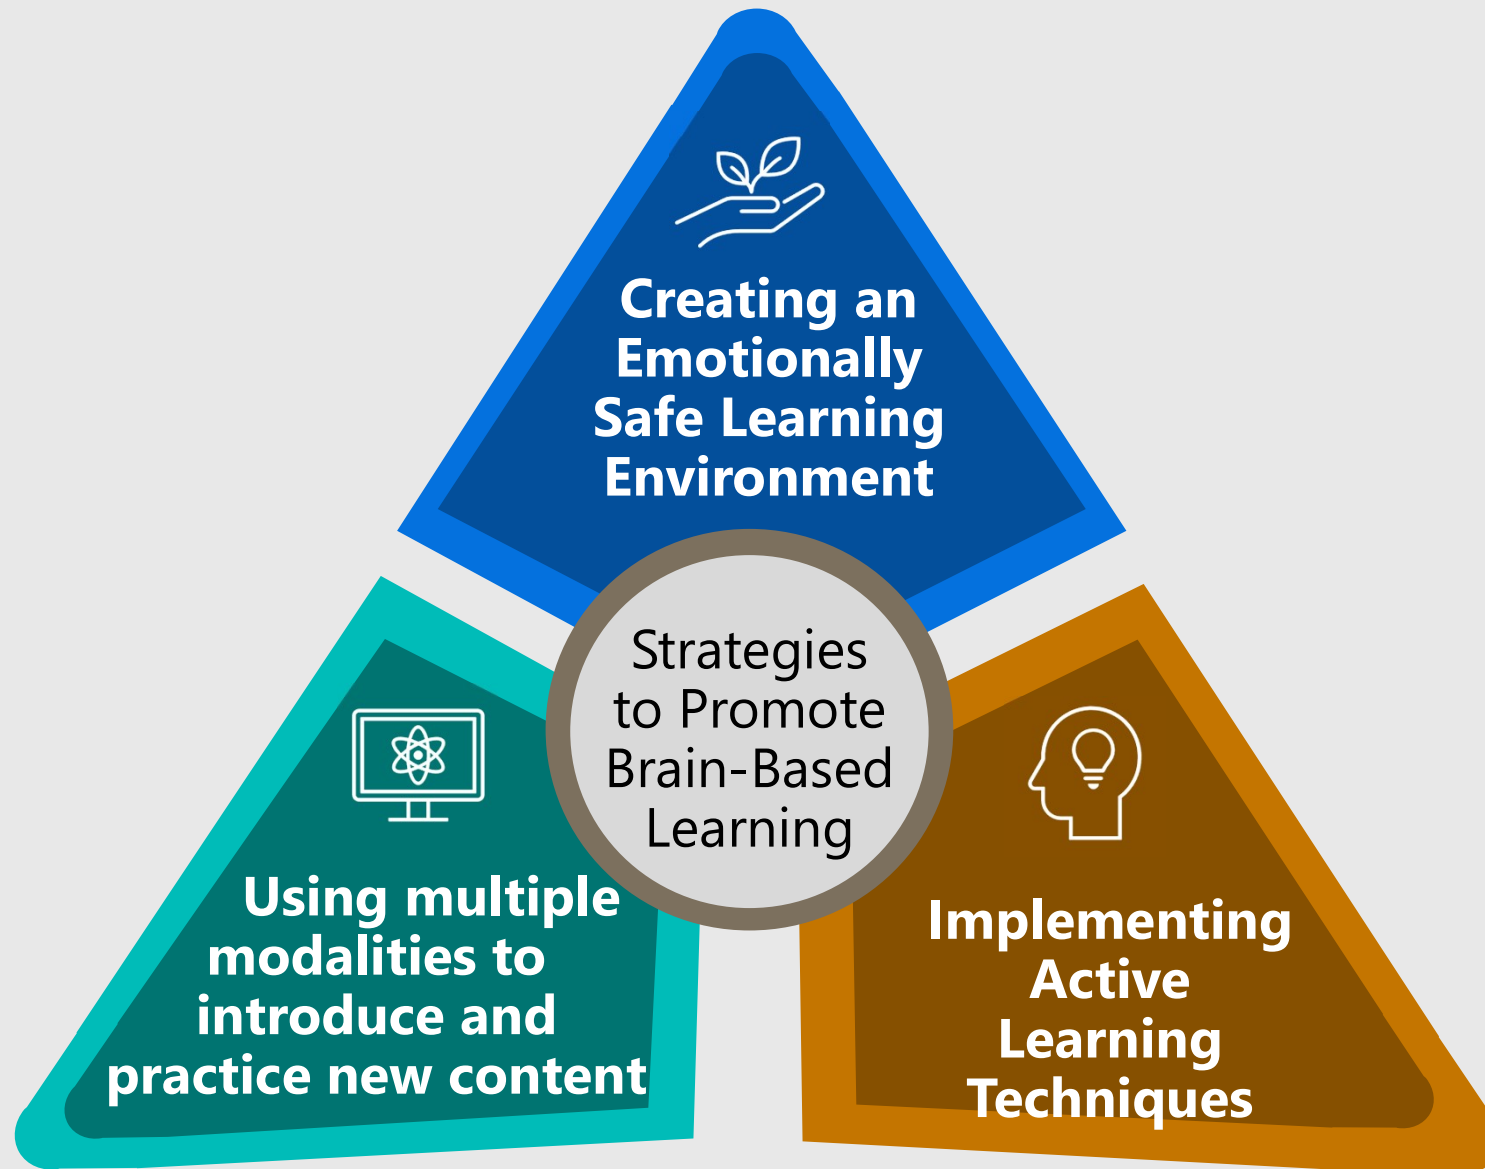 Creating an
Emotionally
Safe Learning
Environment
Strategies
to Promote
Brain-Based
Learning
Using multiple
modalities to
introduce and
practice new content
Implementing
Active
Learning
Techniques